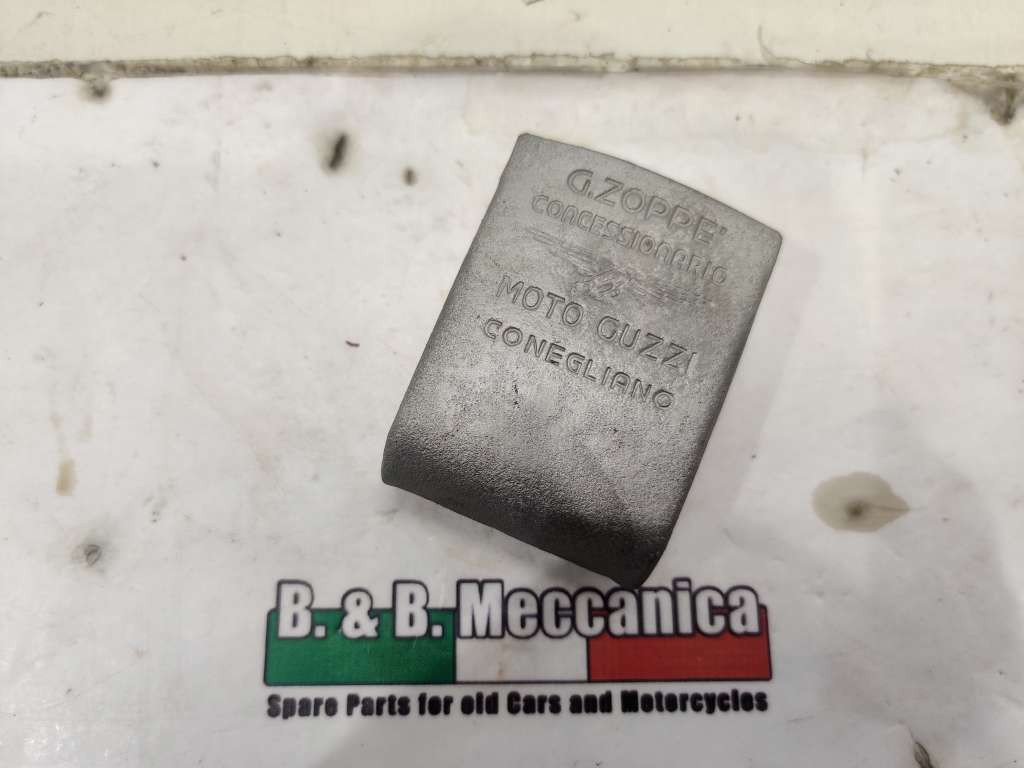 G.ZOPPE'
CONCESSIONARIO
MOTO GUZZI
CONEGLIANO
B. & B. Meccanica
Spare Parts for old Cars and Motorcycles